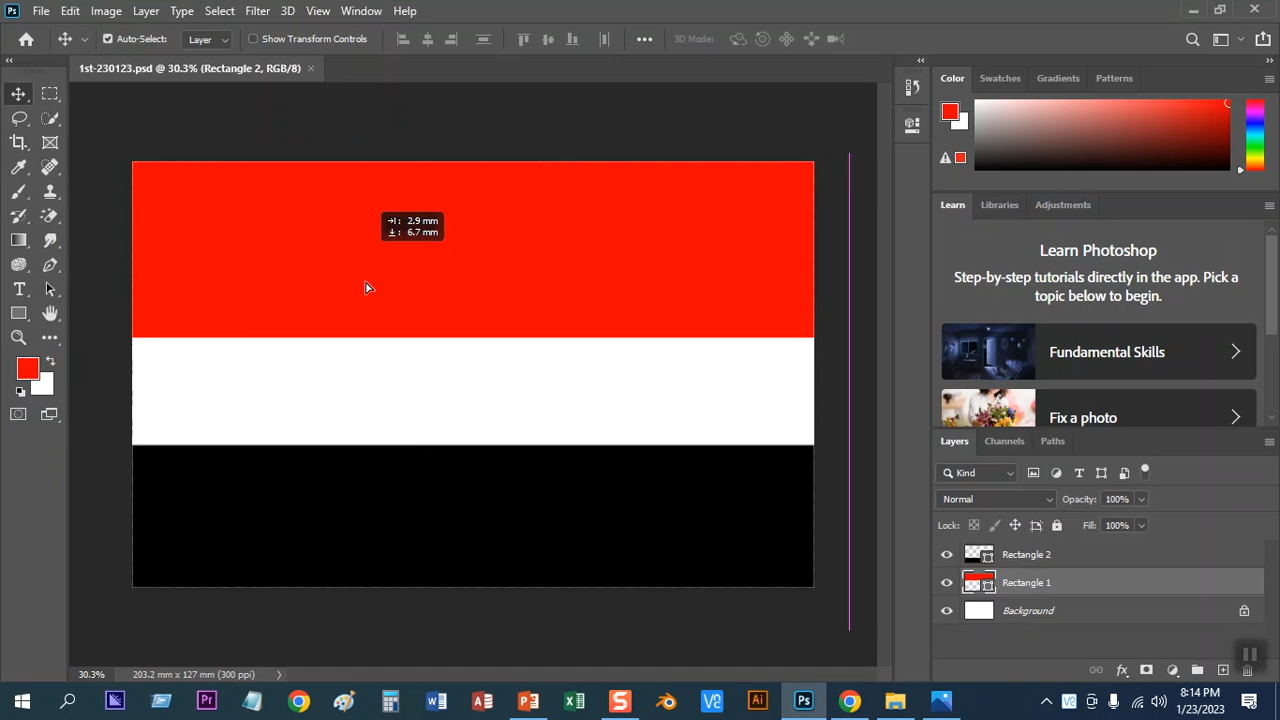 Ps File Edit Image Layer Type Select Filter 3D View Window Help
Auto-Select: Layer Show Transform Controls 3D Mode:
1st-230123.psd @ 30.3% (Rectangle 2, RGB/8)
Color Swatches Gradients Patterns
Learn Libraries Adjustments
2.9 mm
6.7 mm
Learn Photoshop
Step-by-step tutorials directly in the app. Pick a
topic below to begin.
Fundamental Skills
Fix a photo
Layers Channels Paths
Kind
Normal Opacity: 100%
Lock: Fill: 100%
Rectangle 2
Rectangle 1
Background
30.3% 203.2 mm x 127 mm (300 ppi)
8:14 PM
1/23/2023